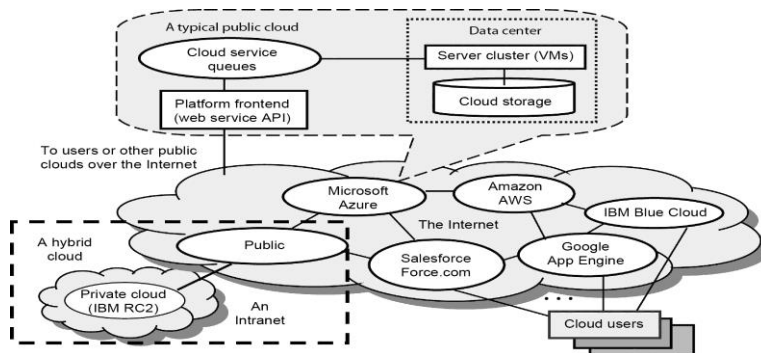 A typical public cloud
Data center
Cloud service
queues
Server cluster (VMs)
Platform frontend
(web service API)
Cloud storage
To users or other public
clouds over the Internet
Microsoft
Azure
Amazon
AWS
IBM Blue Cloud
The Internet
A hybrid
cloud
Public
Salesforce
Force.com
Google
App Engine
Private cloud
(IBM RC2)
An
Intranet
. . .
Cloud users